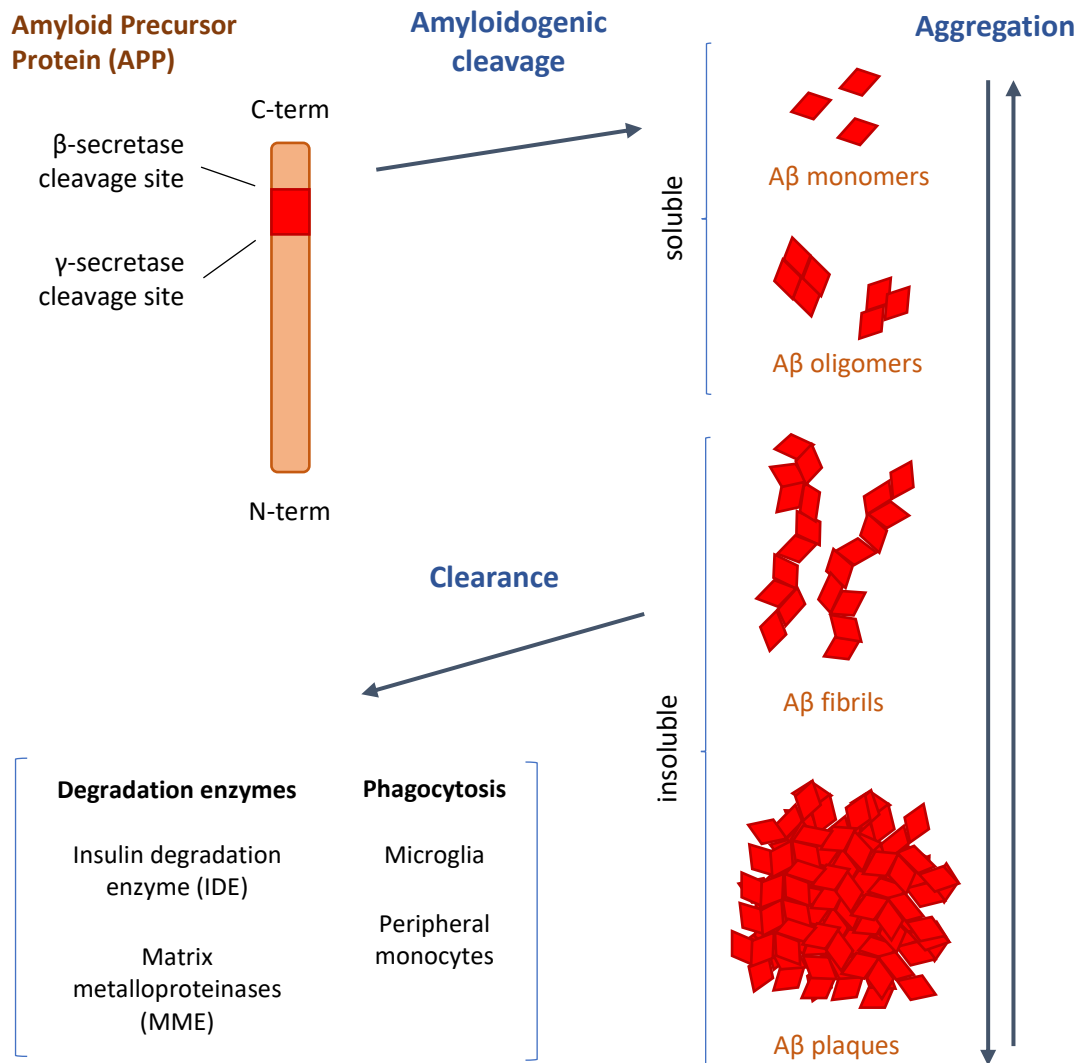 Amyloid Precursor
Protein (APP)
Amyloidogenic
cleavage
Aggregation
C-term
β-secretase
cleavage site
γ-secretase
cleavage site
N-term
soluble
Aβ monomers
Aβ oligomers
insoluble
Aβ fibrils
Aβ plaques
Clearance
Degradation enzymes
Insulin degradation
enzyme (IDE)
Matrix
metalloproteinases
(MME)
Phagocytosis
Microglia
Peripheral
monocytes